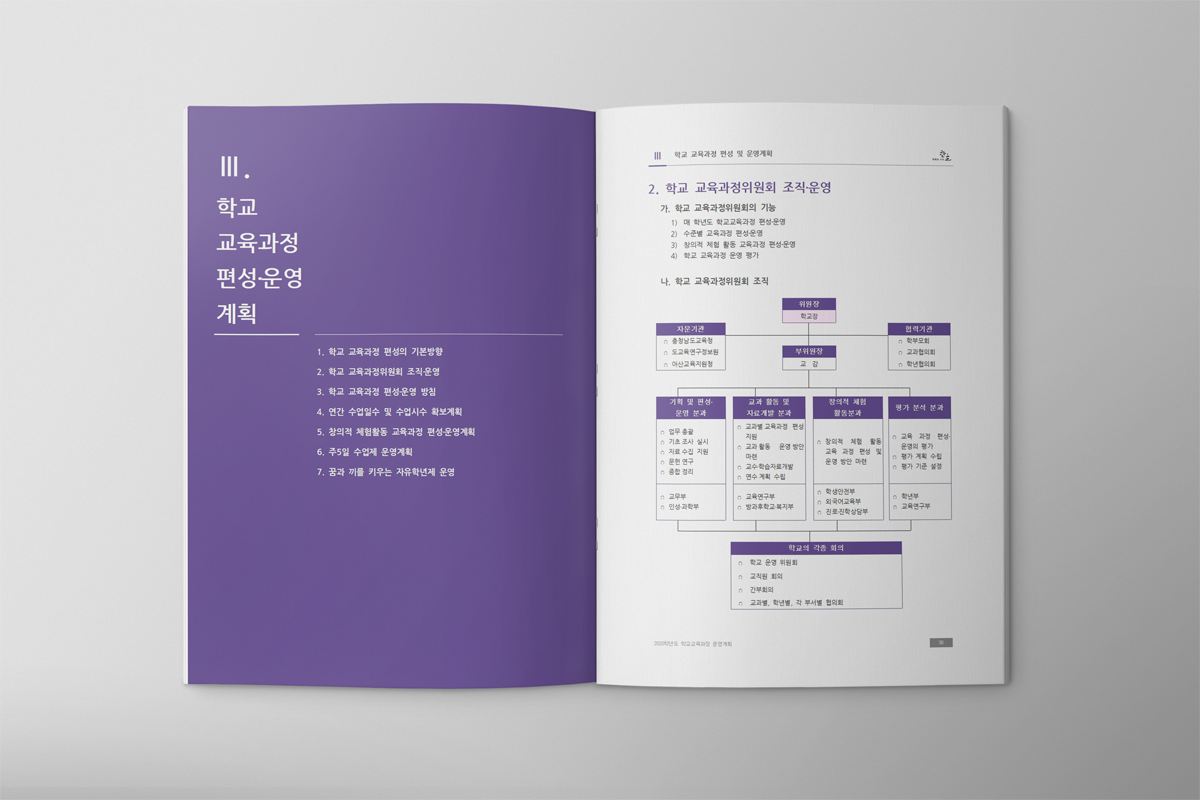 Ⅲ.
학교
교육과정
편성·운영
계획
1. 학교 교육과정 편성의 기본방향
2. 학교 교육과정위원회 조직·운영
3. 학교 교육과정 편성·운영 방침
4. 연간 수업일수 및 수업시수 확보계획
5. 창의적 체험활동 교육과정 편성·운영계획
6. 주5일 수업제 운영계획
7. 꿈과 끼를 키우는 자유학년제 운영
Ⅲ 학교 교육과정 편성 및 운영계획
2. 학교 교육과정위원회 조직·운영
가. 학교 교육과정위원회의 기능
1) 매 학년도 학교교육과정 편성·운영
2) 수준별 교육과정 편성·운영
3) 창의적 체험 활동 교육과정 편성·운영
4) 학교 교육과정 운영 평가
나. 학교 교육과정위원회 조직
위원장
학교장
자문기관
충청남도교육청
도교육연구정보원
아산교육지원청
협력기관
학부모회
교과협의회
학년협의회
부위원장
교 감
기획 및 편성·
운영 분과
업무 총괄
기초 조사 실시
자료 수집 지원
문헌 연구
종합 정리
교무부
인성·과학부
교과 활동 및
자료개발 분과
교과별 교육과정 편성
지원
교과 활동 운영 방안
마련
교수·학습자료개발
연수 계획 수립
교육연구부
방과후학교·복지부
창의적 체험
활동분과
창의적 체험 활동
교육 과정 편성 및
운영 방안 마련
학생안전부
외국어교육부
진로·진학상담부
평가 분석 분과
교육 과정 편성·
운영의 평가
평가 계획 수립
평가 기준 설정
학년부
교육연구부
학교의 각종 회의
학교 운영 위원회
교직원 회의
간부회의
교과별, 학년별, 각 부서별 협의회
학교교육과정 운영계획